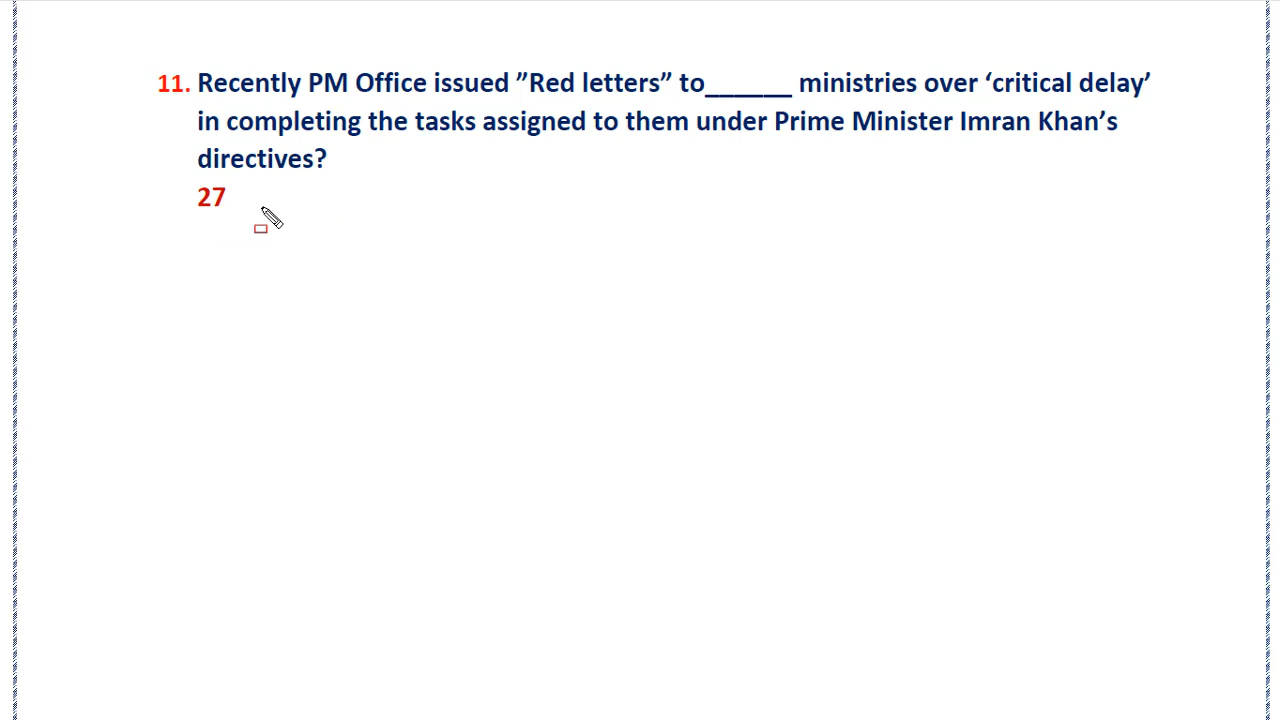 11. Recently PM Office issued ”Red letters” to______ ministries over ‘critical delay’
in completing the tasks assigned to them under Prime Minister Imran Khan’s
directives?
27